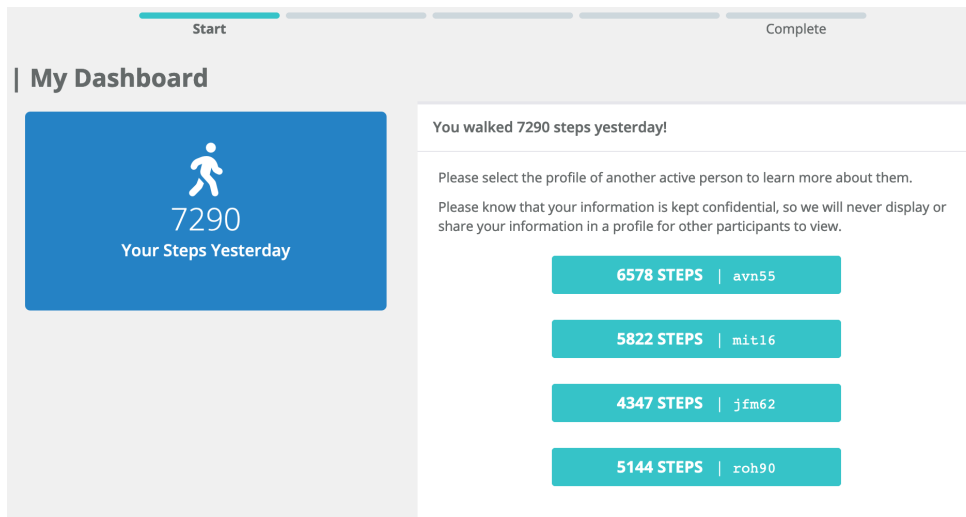 Start
Complete
| My Dashboard
7290
Your Steps Yesterday
You walked 7290 steps yesterday!
Please select the profile of another active person to learn more about them.
Please know that your information is kept confidential, so we will never display or
share your information in a profile for other participants to view.
6578 STEPS | avn55
5822 STEPS | mit16
4347 STEPS | jfm62
5144 STEPS | roh90